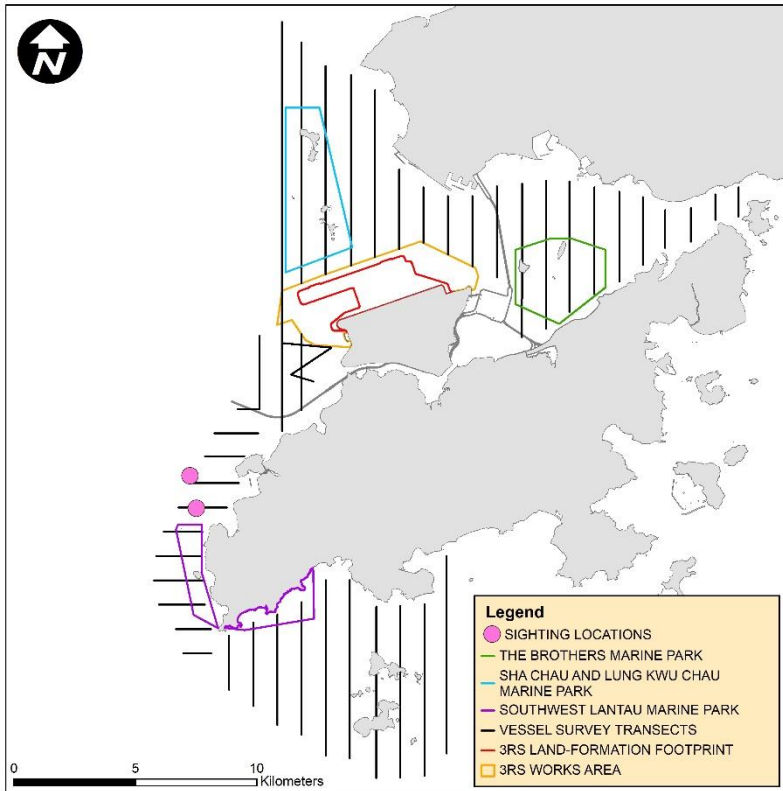 N
Legend
SIGHTING LOCATIONS
THE BROTHERS MARINE PARK
SHA CHAU AND LUNG KWU CHAU
MARINE PARK
SOUTHWEST LANTAU MARINE PARK
VESSEL SURVEY TRANSECTS
3RS LAND-FORMATION FOOTPRINT
3RS WORKS AREA
0 5 10
Kilometers